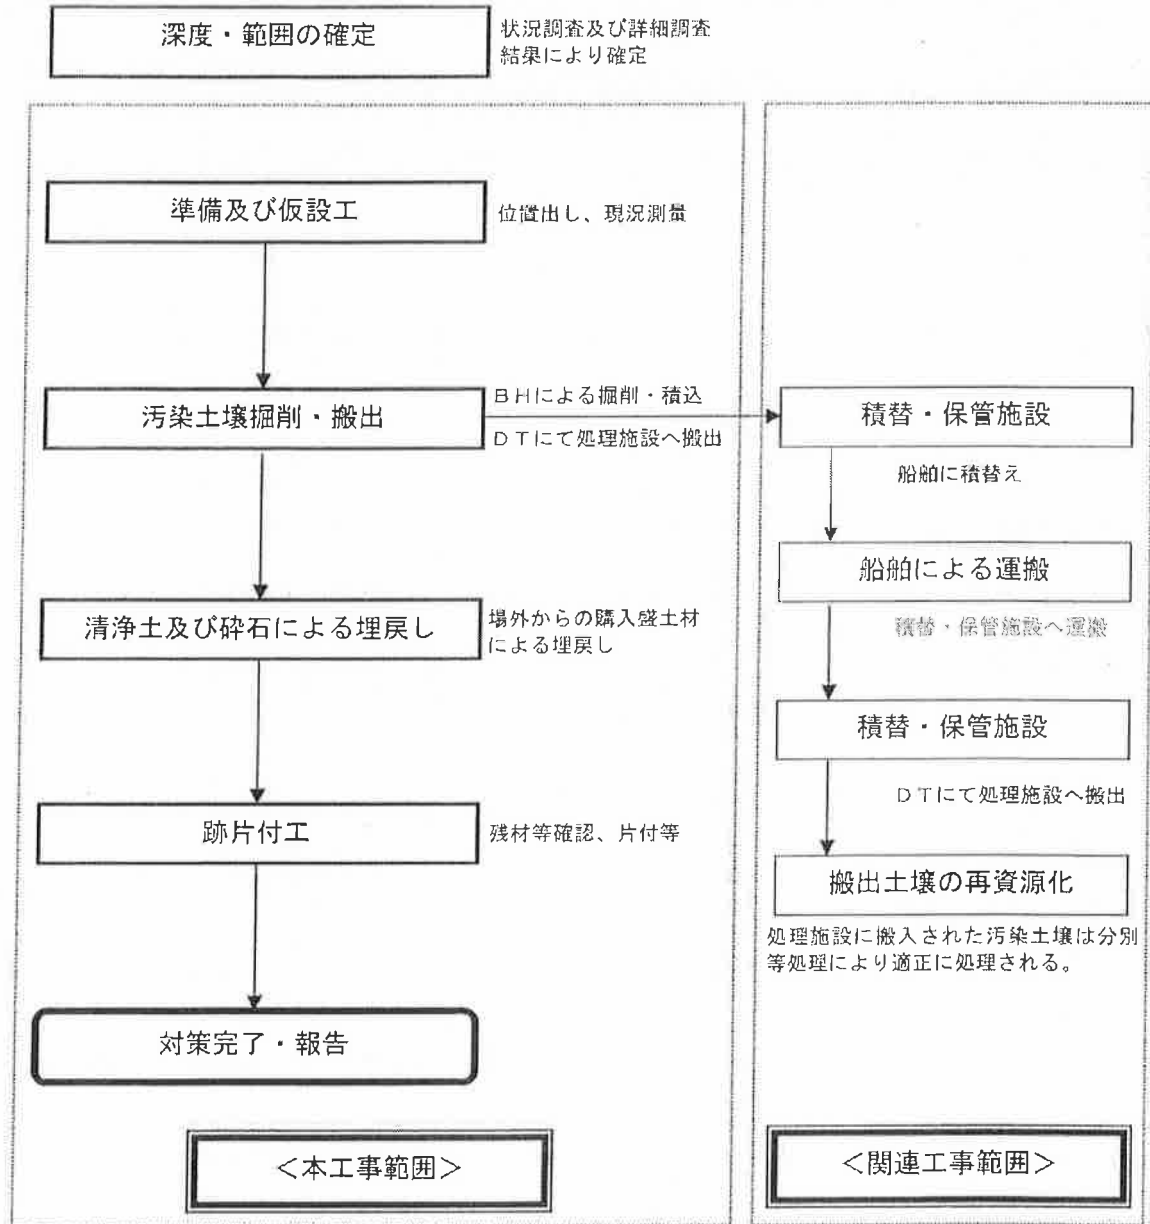 深度・範囲の確定
状況調査及び詳細調査
結果により確定
準備及び仮設工
位置出し、現況測量
汚染土壌掘削・搬出
ＢＨによる掘削・積込
ＤＴにて処理施設へ搬出
清浄土及び砕石による埋戻し
場外からの購入盛土材
による埋戻し
跡片付工
残材等確認、片付等
対策完了・報告
＜本工事範囲＞
積替・保管施設
船舶に積替え
船舶による運搬
積替・保管施設へ運搬
積替・保管施設
ＤＴにて処理施設へ搬出
搬出土壌の再資源化
処理施設に搬入された汚染土壌は分別
等処理により適正に処理される。
＜関連工事範囲＞